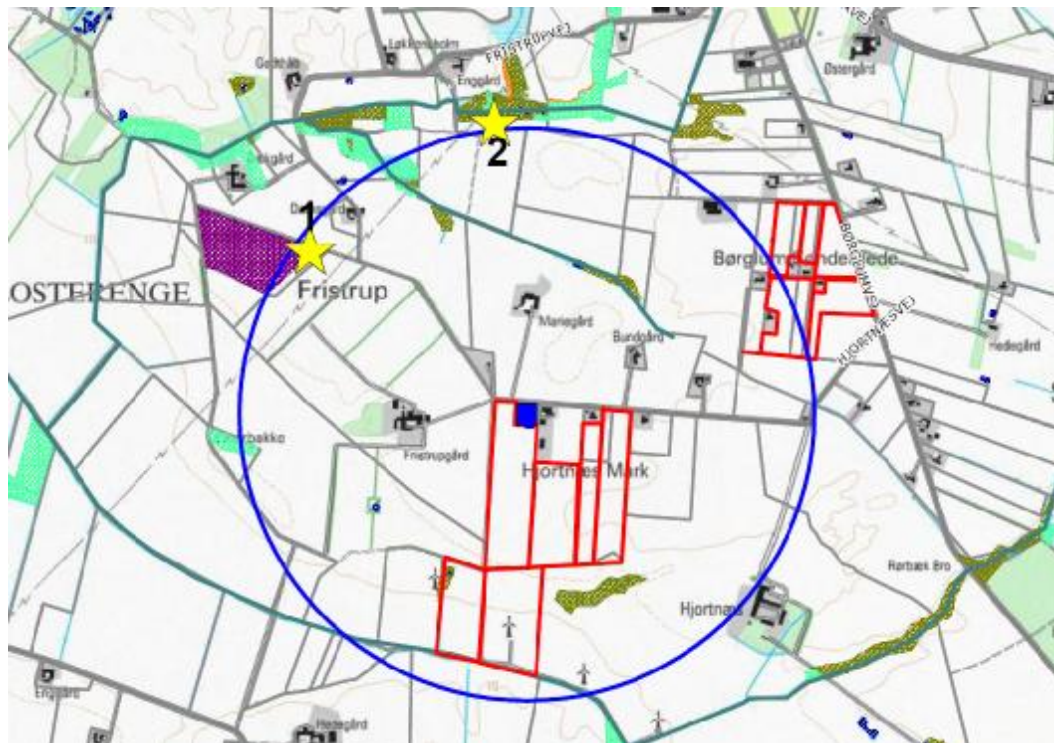 Løkkensholm
FRISTRUPVEJ
Enggård
Østergård
2
1
OSTERENGE
Fristrup
Børglum
BØRGLUMVEJ
HJORTNÆSVEJ
Mariegård
Bundgård
Hedegård
Fristrupgård
Hjortnæs Mark
Rørbæk Bro
Hjortnæs
10
Enggård
Hedegård